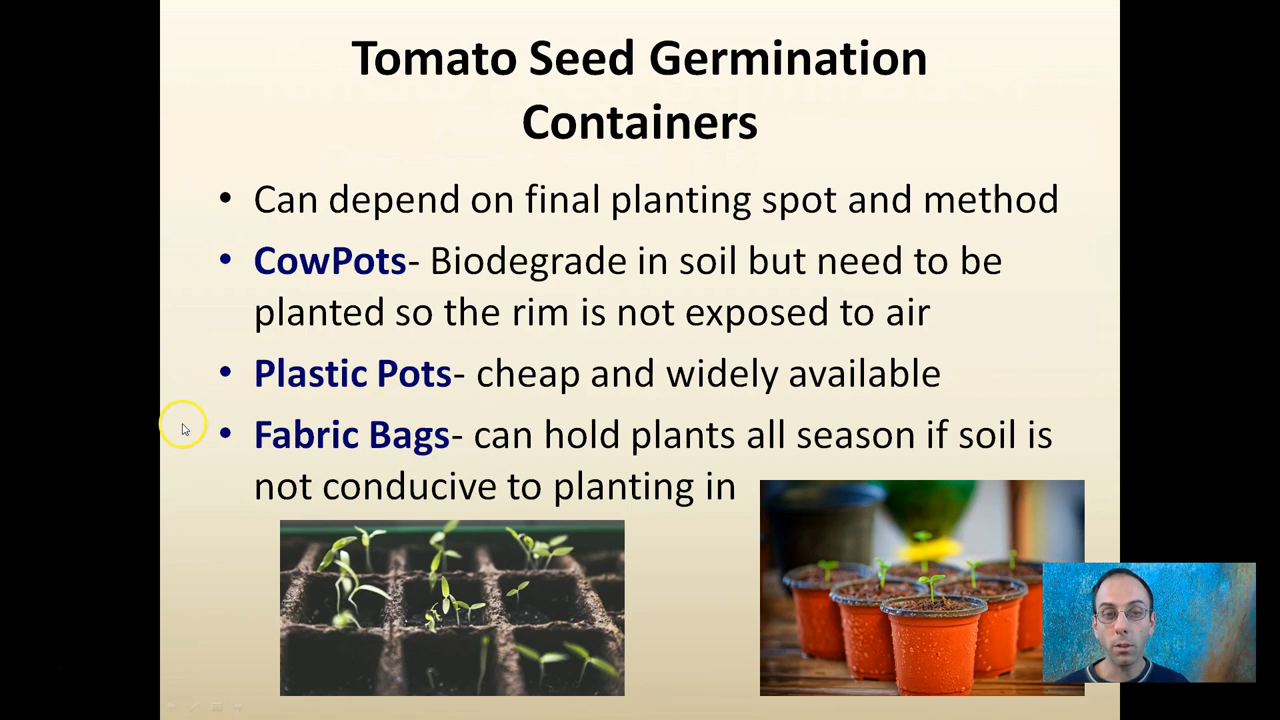 Tomato Seed Germination
Containers
• Can depend on final planting spot and method
• CowPots- Biodegrade in soil but need to be
planted so the rim is not exposed to air
• Plastic Pots- cheap and widely available
• Fabric Bags- can hold plants all season if soil is
not conducive to planting in